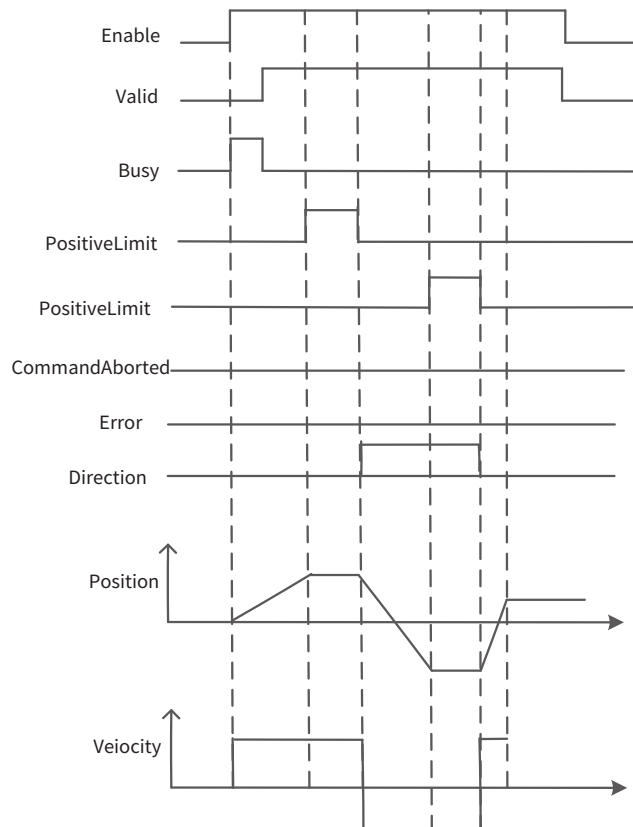 Enable
Valid
Busy
PositiveLimit
PositiveLimit
CommandAborted
Error
Direction
Position
Veiocity